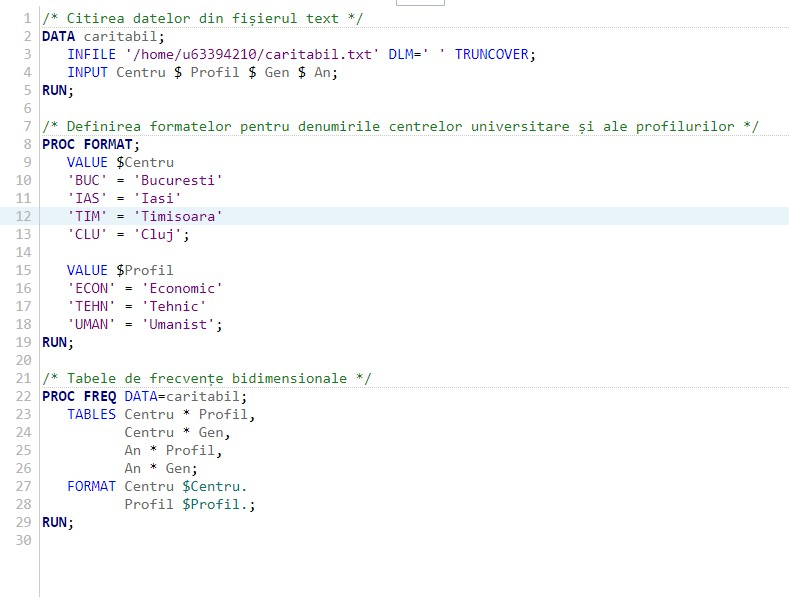 1 /* Citirea datelor din fișierul text */
2 DATA caritabil;
3 INFILE '/home/u63394210/caritabil.txt' DLM=' ' TRUNCOVER;
4 INPUT Centru $ Profil $ Gen $ An;
5 RUN;
6
7 /* Definirea formatelor pentru denumirile centrelor universitare și ale profilurilor */
8 PROC FORMAT;
9 VALUE $Centru
10 'BUC' = 'Bucuresti'
11 'IAS' = 'Iasi'
12 'TIM' = 'Timisoara'
13 'CLU' = 'Cluj';
14
15 VALUE $Profil
16 'ECON' = 'Economic'
17 'TEHN' = 'Tehnic'
18 'UMAN' = 'Umanist';
19 RUN;
20
21 /* Tabele de frecvențe bidimensionale */
22 PROC FREQ DATA=caritabil;
23 TABLES Centru * Profil,
24 Centru * Gen,
25 An * Profil,
26 An * Gen;
27 FORMAT Centru $Centru.
28 Profil $Profil.;
29 RUN;
30